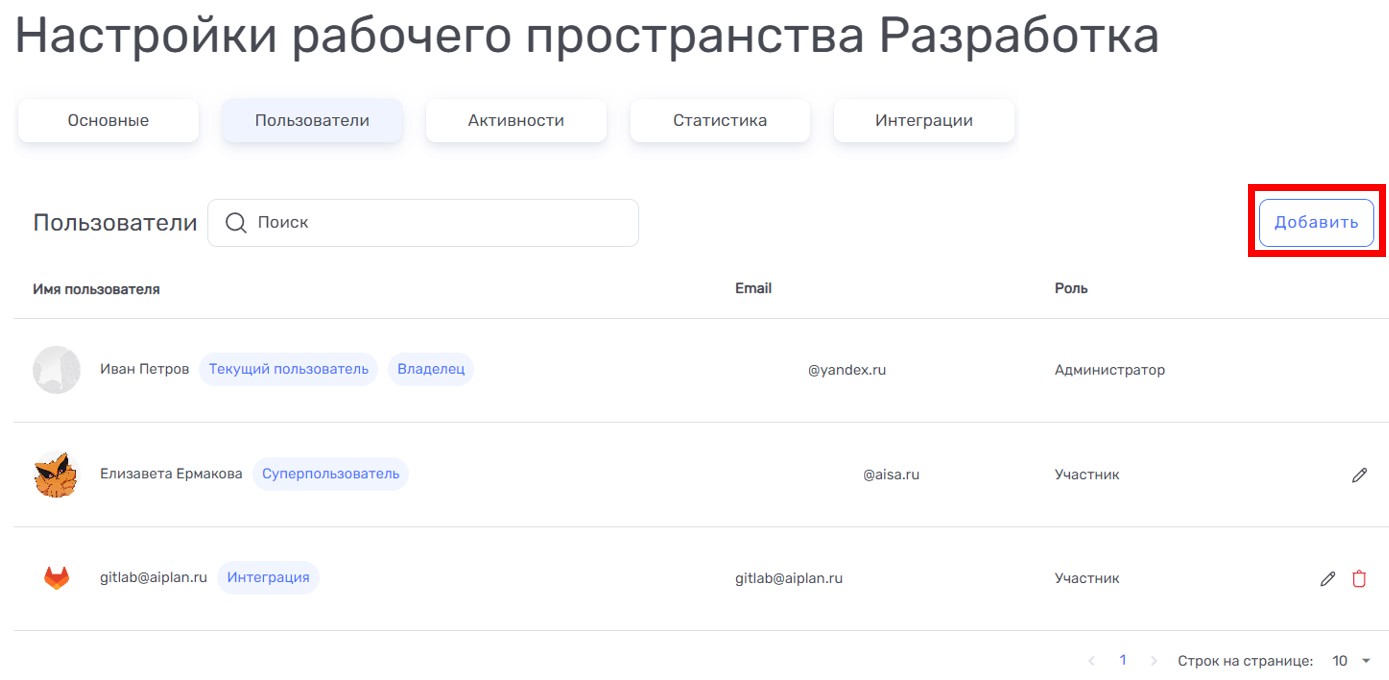 Настройки рабочего пространства Разработка
Основные Пользователи Активности Статистика Интеграции
Пользователи Поиск Добавить
Имя пользователя Email Роль
Иван Петров Текущий пользователь Владелец @yandex.ru Администратор
Елизавета Ермакова Суперпользователь @aisa.ru Участник
gitlab@aiplan.ru Интеграция gitlab@aiplan.ru Участник
1 Строк на странице: 10